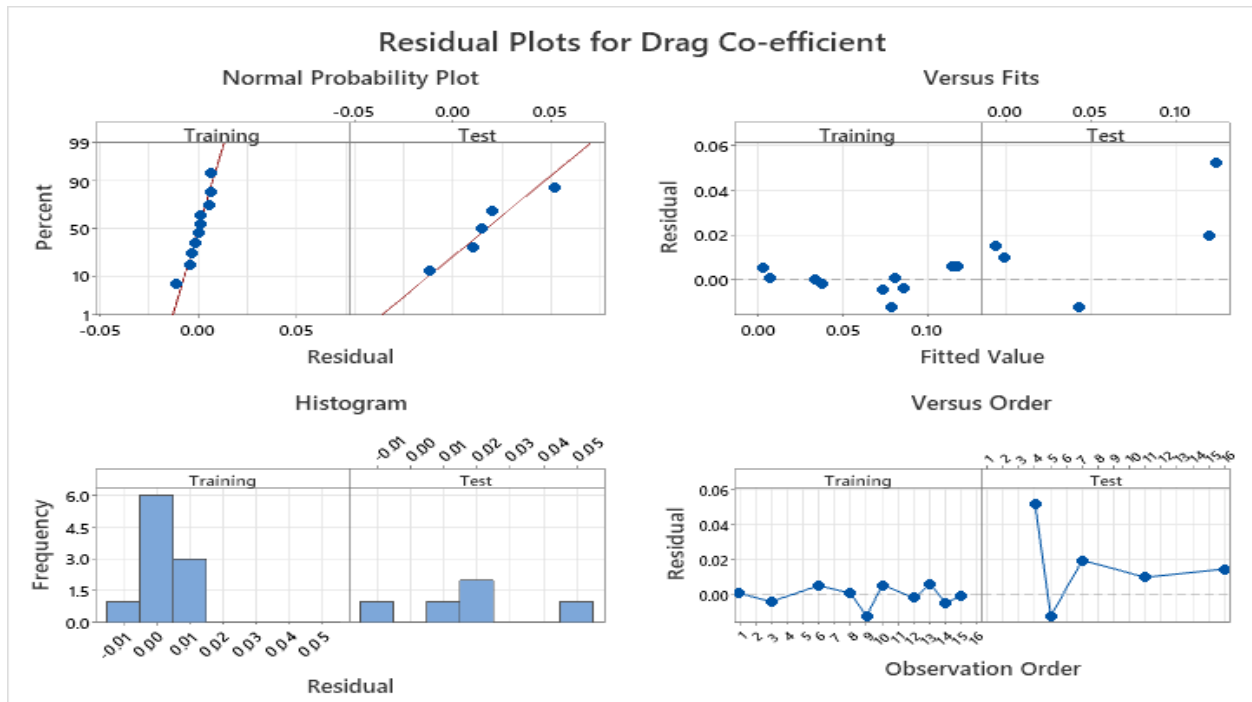 Residual Plots for Drag Co-efficient
Normal Probability Plot
-0.05 0.00 0.05
Training Test
99
90
50
10
1
Percent
-0.05 0.00 0.05
Residual
Versus Fits
0.00 0.05 0.10
Training Test
0.06
0.04
0.02
0.00
Residual
0.00 0.05 0.10
Fitted Value
Histogram
-0.01 0.00 0.01 0.02 0.03 0.04 0.05
Training Test
6.0
4.5
3.0
1.5
0.0
Frequency
-0.01 0.00 0.01 0.02 0.03 0.04 0.05
Residual
Versus Order
1 2 3 4 5 6 7 8 9 10 11 12 13 14 15 16
Training Test
0.06
0.04
0.02
0.00
Residual
1 2 3 4 5 6 7 8 9 10 11 12 13 14 15 16
Observation Order